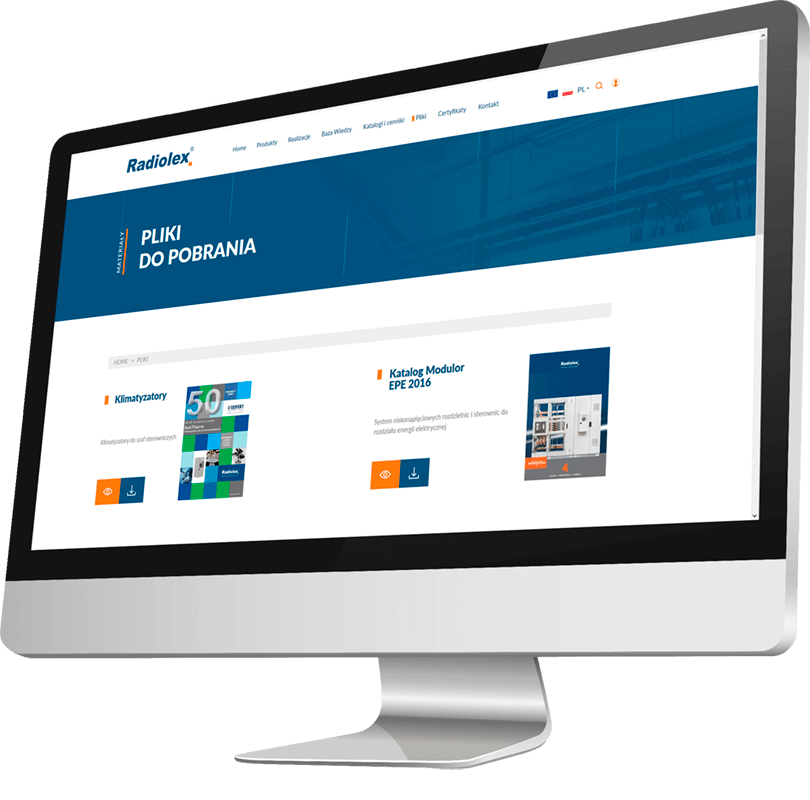 Radiolex®
Home Produkty Realizacje Baza Wiedzy Katalogi i cenniki Pliki Certyfikaty Kontakt PL
MATERIAŁY
PLIKI
DO POBRANIA
HOME > PLIKI
Klimatyzatory
Klimatyzatory do szaf sterowniczych
50
SEIFERT
Radiolex
Katalog Modulor
EPE 2016
System niskonapięciowych rozdzielnic i sterownic do
rozdziału energii elektrycznej
Radiolex
4